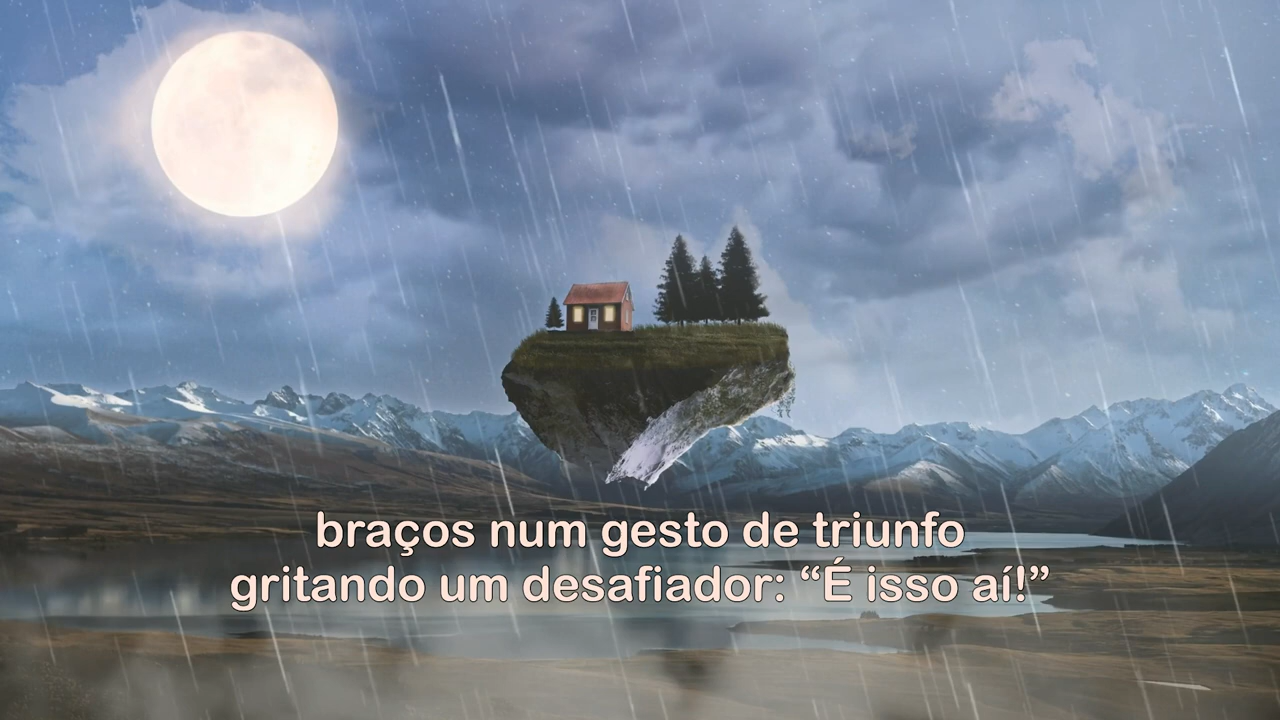 braços num gesto de triunfo
gritando um desafiador: “É isso aí!”